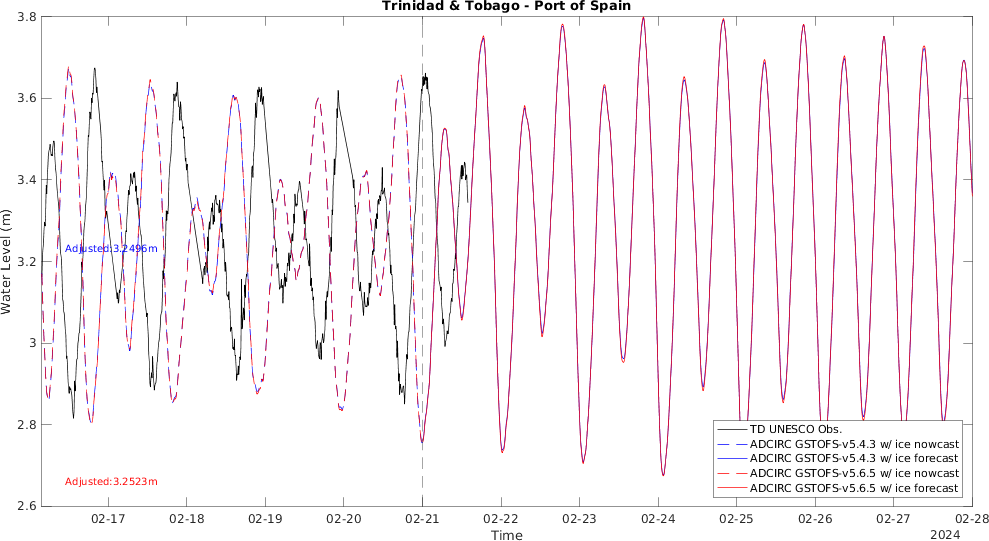 Trinidad & Tobago - Port of Spain
3.8
3.6
3.4
3.2
3
2.8
2.6
Water Level (m)
Adjusted:3.2496m
Adjusted:3.2523m
TD UNESCO Obs.
ADCIRC GSTOFS-v5.4.3 w/ ice nowcast
ADCIRC GSTOFS-v5.4.3 w/ ice forecast
ADCIRC GSTOFS-v5.6.5 w/ ice nowcast
ADCIRC GSTOFS-v5.6.5 w/ ice forecast
02-17 02-18 02-19 02-20 02-21 02-22 02-23 02-24 02-25 02-26 02-27 02-28
Time
2024